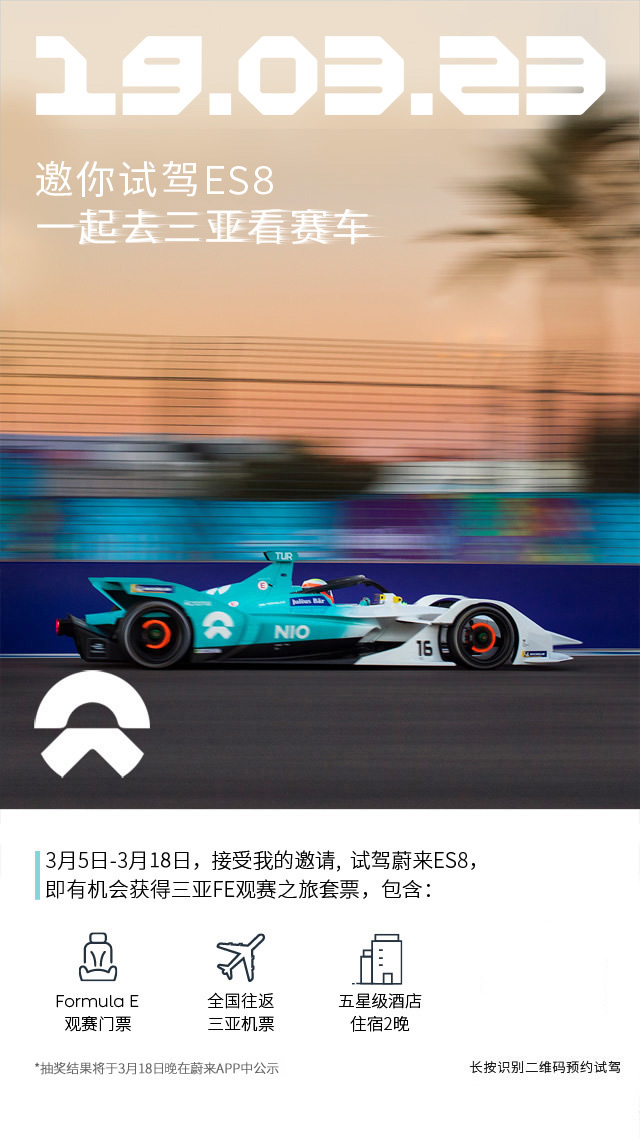 19.03.23
邀你试驾ES8
一起去三亚看赛车
TUR
Julius Bär
NIO
16
3月5日-3月18日，接受我的邀请, 试驾蔚来ES8，
即有机会获得三亚FE观赛之旅套票，包含：
Formula E
观赛门票
全国往返
三亚机票
五星级酒店
住宿2晚
*抽奖结果将于3月18日晚在蔚来APP中公示
长按识别二维码预约试驾